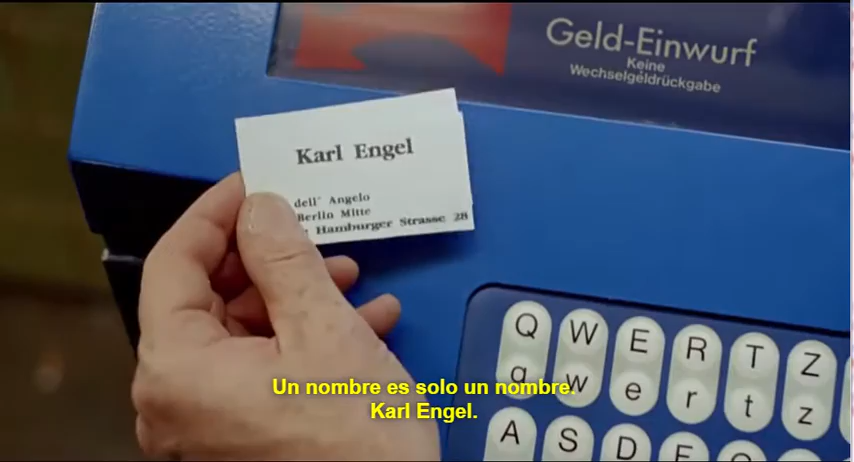 Geld-Einwurf
Keine
Wechselgeldrückgabe
Karl Engel
dell' Angelo
Berlin Mitte
Hamburger Strasse 28
Q W E R T Z
q w e r t z
A S D F
Un nombre es solo un nombre.
Karl Engel.